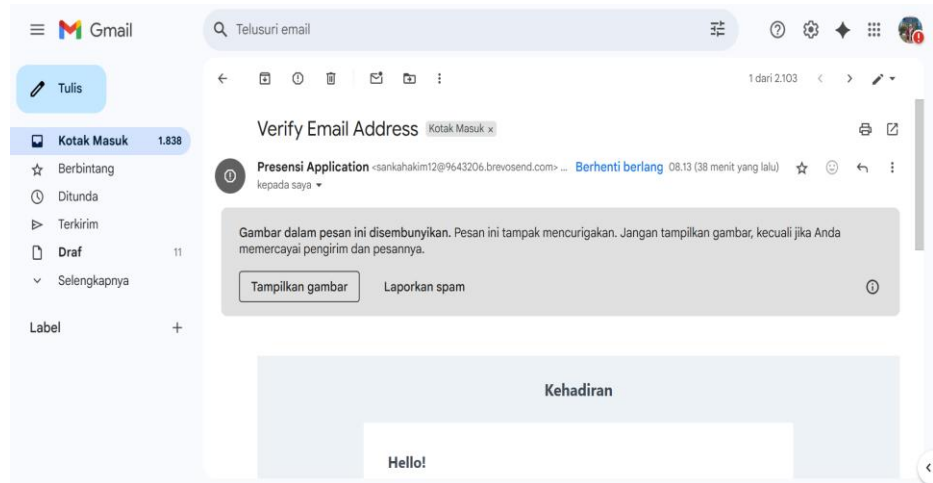 Gmail
Telusuri email
Tulis
1 dari 2.103
Kotak Masuk 1.838
Berbintang
Ditunda
Terkirim
Draf 11
Selengkapnya
Label
Verify Email Address Kotak Masuk x
Presensi Application <sankahakim12@9643206.brevosend.com> ... Berhenti berlang 08.13 (38 menit yang lalu)
kepada saya
Gambar dalam pesan ini disembunyikan. Pesan ini tampak mencurigakan. Jangan tampilkan gambar, kecuali jika Anda
memercayai pengirim dan pesannya.
Tampilkan gambar Laporkan spam
Kehadiran
Hello!